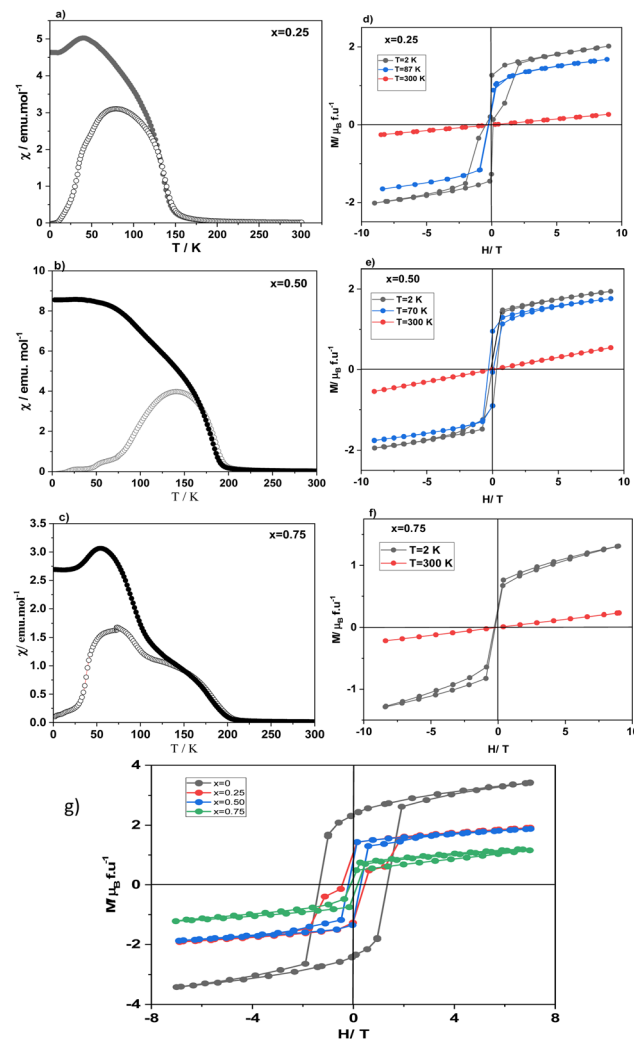 a)
x=0.25
χ / emu.mol⁻¹
5
4
3
2
1
0
0 50 100 150 200 250 300
T / K
d)
x=0.25
T=2 K
T=87 K
T=300 K
M/ μB f.u⁻¹
2
0
-2
-10 -5 0 5 10
H/ T
b)
x=0.50
χ / emu. mol⁻¹
10
8
6
4
2
0
0 50 100 150 200 250 300
T / K
e)
x=0.50
T=2 K
T=70 K
T=300 K
M/ μB f.u⁻¹
2
0
-2
-10 -5 0 5 10
H/ T
c)
x=0.75
χ/ emu.mol⁻¹
3.5
3.0
2.5
2.0
1.5
1.0
0.5
0.0
0 50 100 150 200 250 300
T / K
f)
x=0.75
T=2 K
T=300 K
M/ μB f.u⁻¹
1
0
-1
-10 -5 0 5 10
H/ T
g)
x=0
x=0.25
x=0.50
x=0.75
M/ μB f.u⁻¹
4
2
0
-2
-4
-8 -4 0 4 8
H/ T